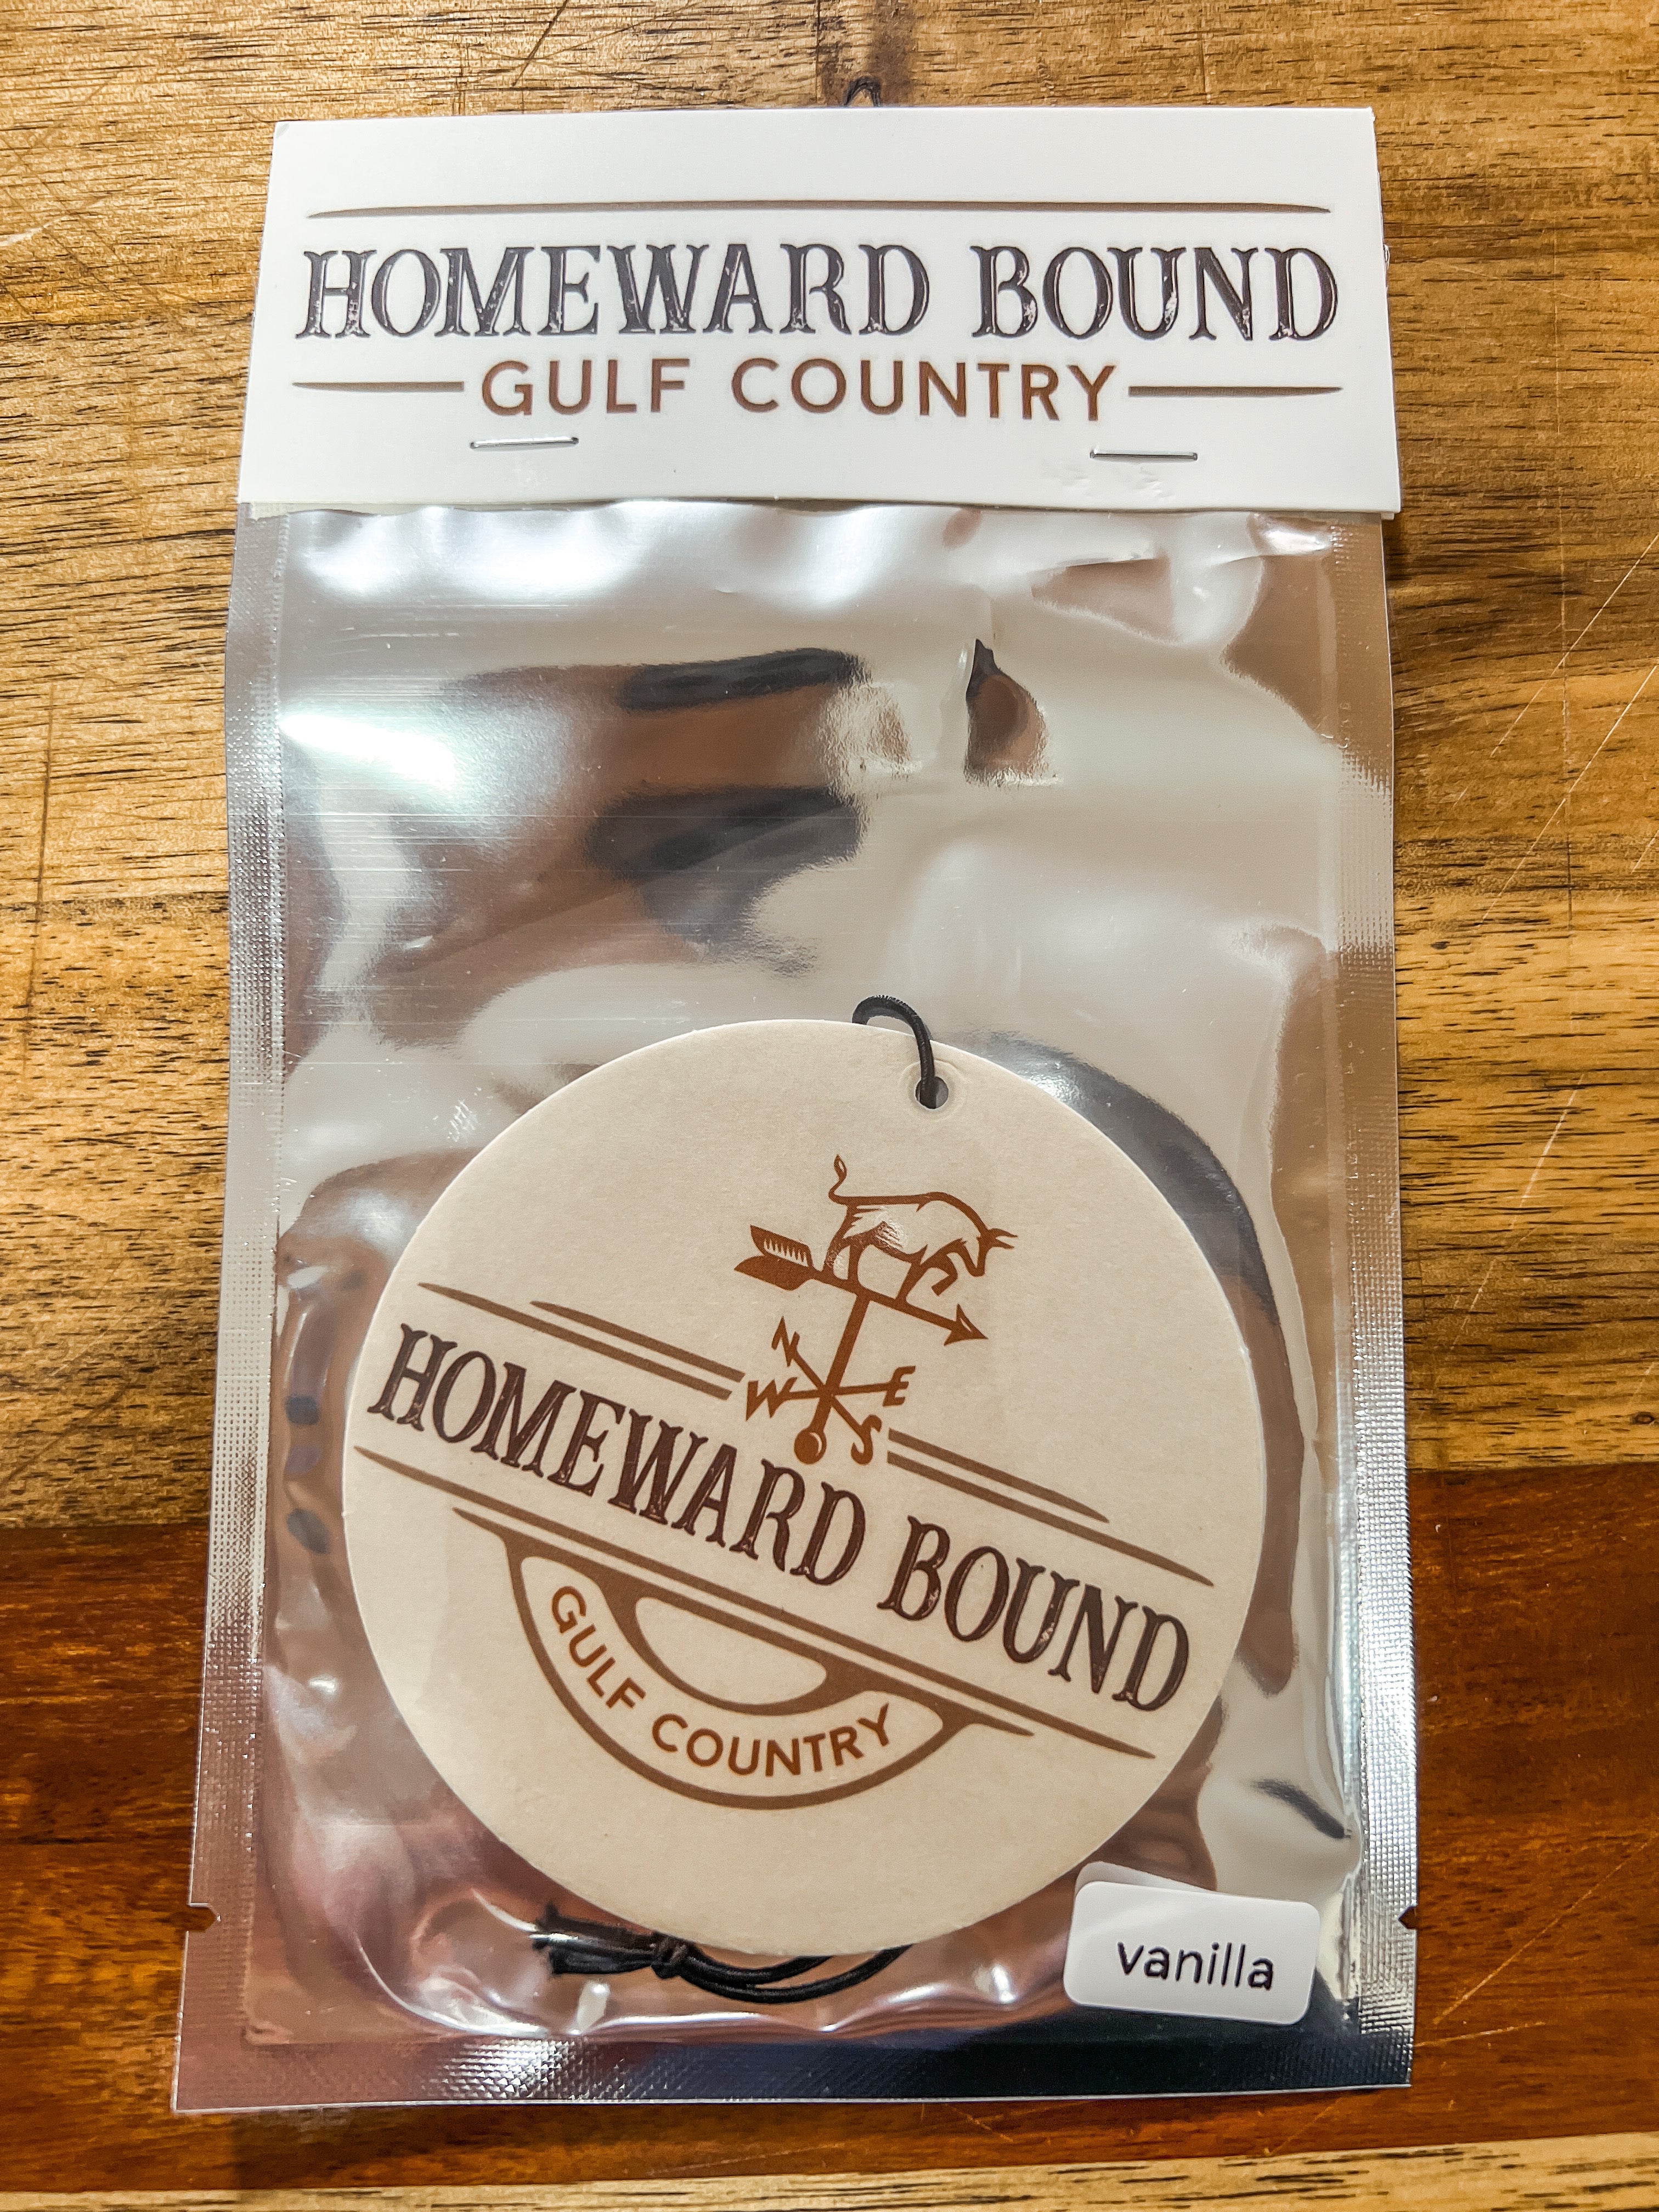 HOMEWARD BOUND
GULF COUNTRY
N
W E
S
HOMEWARD BOUND
GULF COUNTRY
vanilla